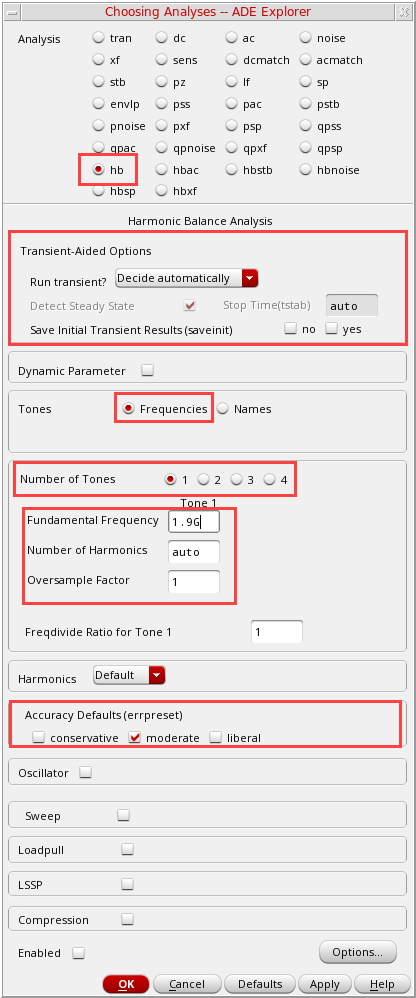 Choosing Analyses -- ADE Explorer
Analysis tran dc ac noise
xf sens dcmatch acmatch
stb pz lf sp
envlp pss pac pstb
pnoise pxf psp qpss
qpac qpnoise qpxf qpsp
hb hbac hbstb hbnoise
hbsp hbxf
Harmonic Balance Analysis
Transient-Aided Options
Run transient? Decide automatically
Detect Steady State Stop Time(tstab) auto
Save Initial Transient Results (saveinit) no yes
Dynamic Parameter
Tones Frequencies Names
Number of Tones 1 2 3 4
Tone 1
Fundamental Frequency 1.9G
Number of Harmonics auto
Oversample Factor 1
Freqdivide Ratio for Tone 1 1
Harmonics Default
Accuracy Defaults (errpreset)
conservative moderate liberal
Oscillator
Sweep
Loadpull
LSSP
Compression
Enabled Options...
OK Cancel Defaults Apply Help